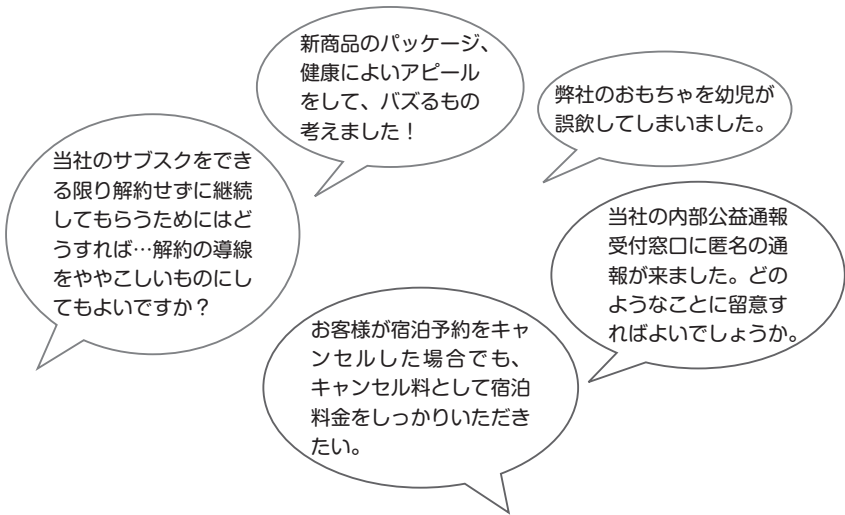 新商品のパッケージ、
健康によいアピール
をして、バズるもの
考えました！
弊社のおもちゃを幼児が
誤飲してしまいました。
当社のサブスクをでき
る限り解約せずに継続
してもらうためにはど
うすれば…解約の導線
をややこしいものにし
てもよいですか？
当社の内部公益通報
受付窓口に匿名の通
報が来ました。どの
ようなことに留意す
ればよいでしょうか。
お客様が宿泊予約をキャ
ンセルした場合でも、
キャンセル料として宿泊
料金をしっかりいただき
たい。